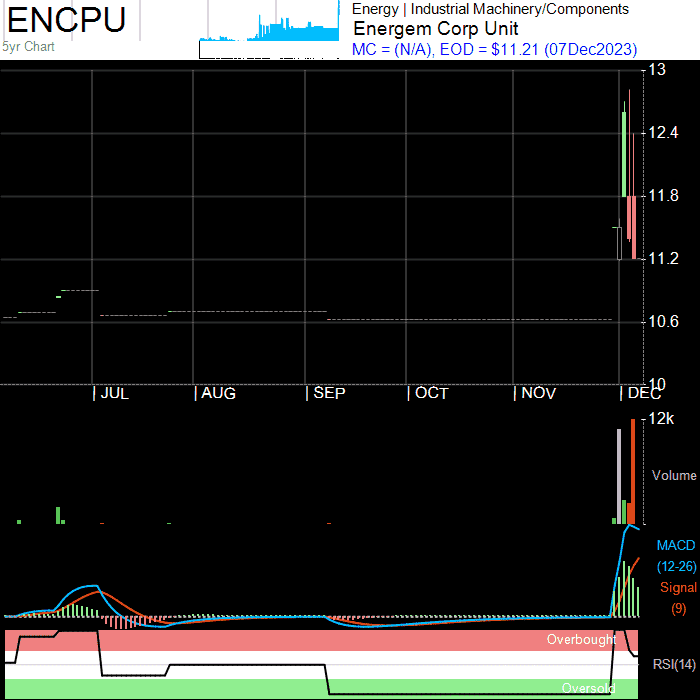 ENCPU
5yr Chart
Energy | Industrial Machinery/Components
Energem Corp Unit
MC = (N/A), EOD = $11.21 (07Dec2023)
13
12.4
11.8
11.2
10.6
10
JUL
AUG
SEP
OCT
NOV
DEC
12k
Volume
MACD
(12-26)
Signal
(9)
Overbought
RSI(14)
Oversold